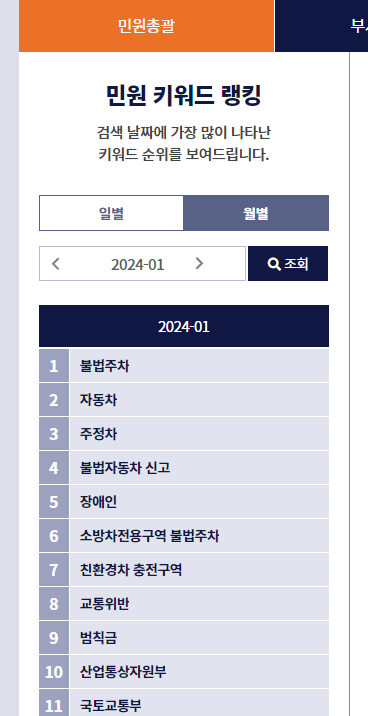 민원총괄
민원 키워드 랭킹
검색 날짜에 가장 많이 나타난
키워드 순위를 보여드립니다.
일별 월별
2024-01 조회
2024-01
1 불법주차
2 자동차
3 주정차
4 불법자동차 신고
5 장애인
6 소방차전용구역 불법주차
7 친환경차 충전구역
8 교통위반
9 범칙금
10 산업통상자원부
11 국토교통부